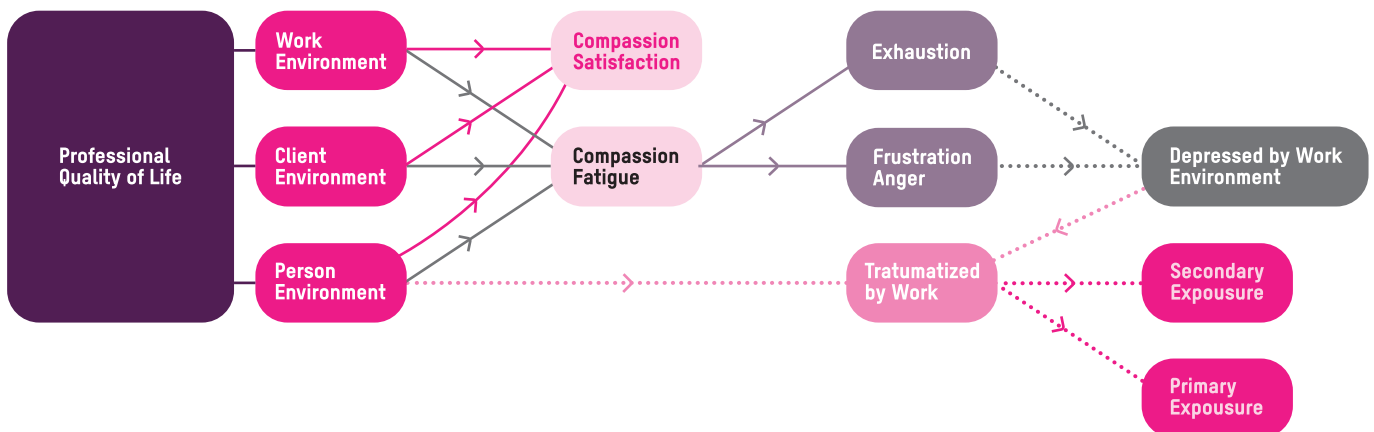 Professional
Quality of Life
Work
Environment
Client
Environment
Person
Environment
Compassion
Satisfaction
Compassion
Fatigue
Exhaustion
Frustration
Anger
Tratumatized
by Work
Depressed by Work
Environment
Secondary
Expousure
Primary
Expousure